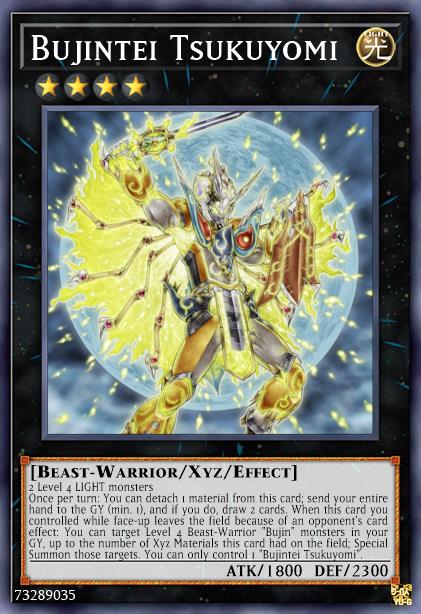 BUJINTEI TSUKUYOMI
LIGHT
光
[BEAST-WARRIOR/XYZ/EFFECT]
2 Level 4 LIGHT monsters
Once per turn: You can detach 1 material from this card; send your entire
hand to the GY (min. 1), and if you do, draw 2 cards. When this card you
controlled while face-up leaves the field because of an opponent's card
effect: You can target Level 4 Beast-Warrior "Bujin" monsters in your
GY, up to the number of Xyz Materials this card had on the field; Special
Summon those targets. You can only control 1 "Bujintei Tsukuyomi".
ATK/1800 DEF/2300
73289035